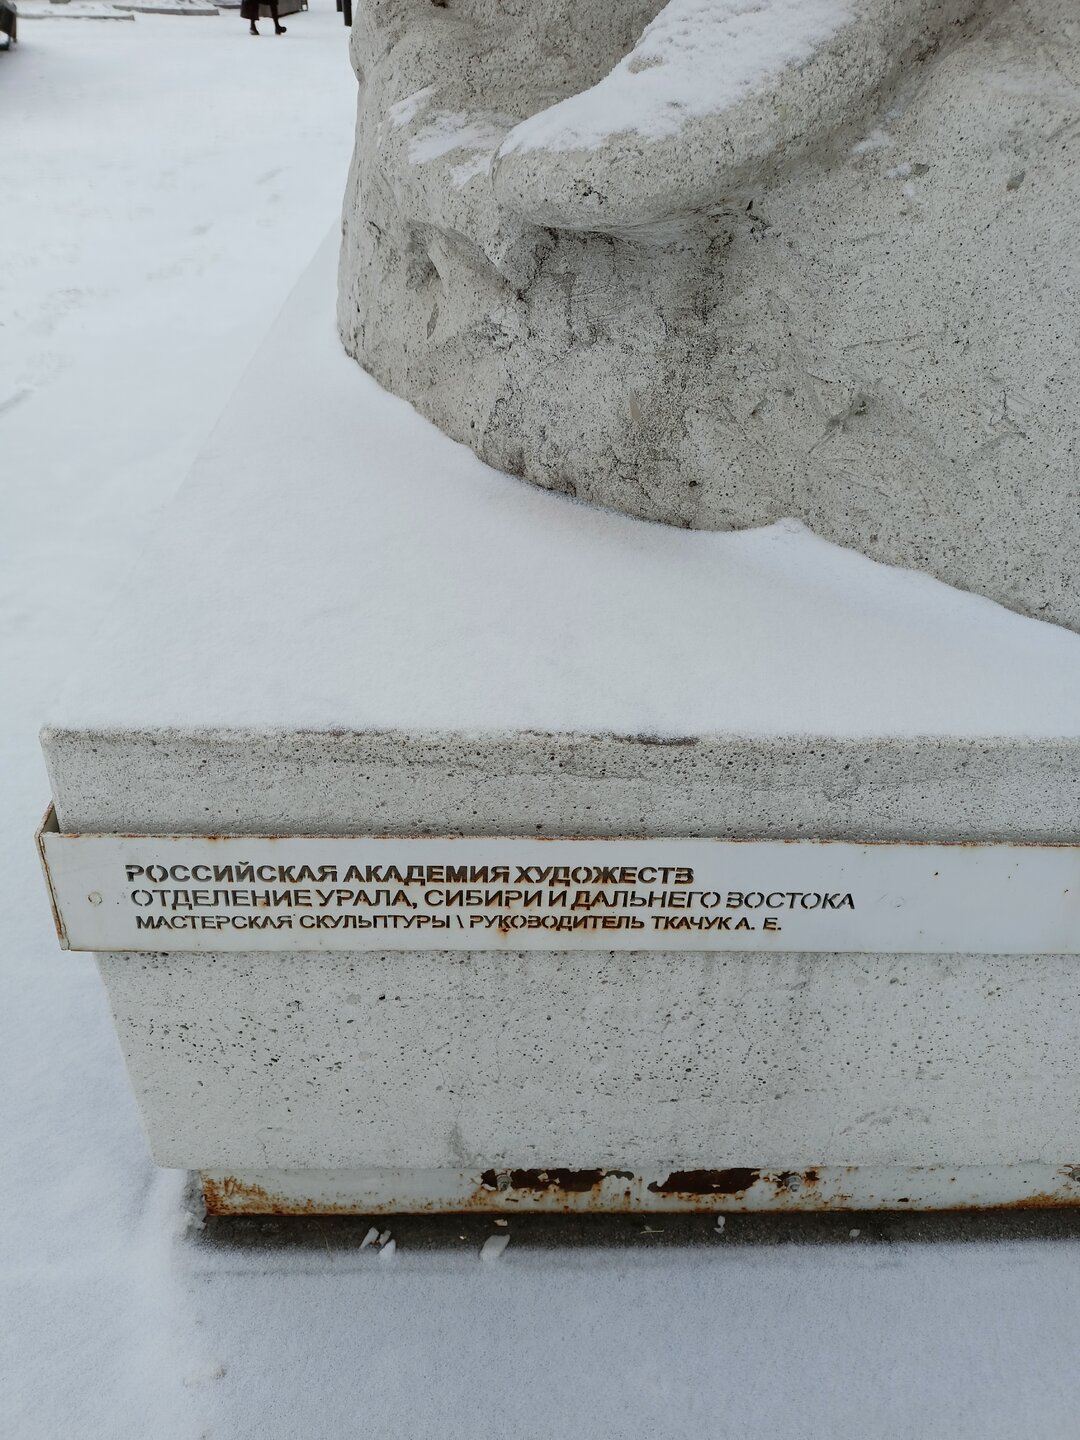 РОССИЙСКАЯ АКАДЕМИЯ ХУДОЖЕСТВ
ОТДЕЛЕНИЕ УРАЛА, СИБИРИ И ДАЛЬНЕГО ВОСТОКА
МАСТЕРСКАЯ СКУЛЬПТУРЫ \ РУКОВОДИТЕЛЬ ТКАЧУК А. Е.